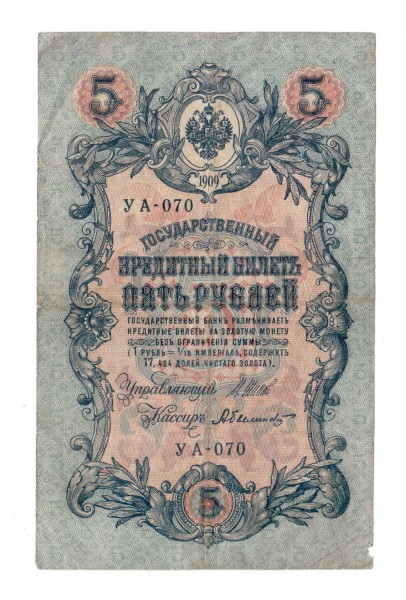 5 5
1909
УА-070
ГОСУДАРСТВЕННЫЙ
КРЕДИТНЫЙ БИЛЕТЪ
ПЯТЬ РУБЛЕЙ
ГОСУДАРСТВЕННЫЙ БАНКЪ РАЗМѢНИВАЕТЪ
КРЕДИТНЫЕ БИЛЕТЫ НА ЗОЛОТУЮ МОНЕТУ
БЕЗЪ ОГРАНИЧЕНІЯ СУММЫ
(1 РУБЛЬ = 1/15 ИМПЕРІАЛА, СОДЕРЖИТЪ
17,424 ДОЛЕЙ ЧИСТАГО ЗОЛОТА).
Управляющій
Кассиръ
УА-070
5